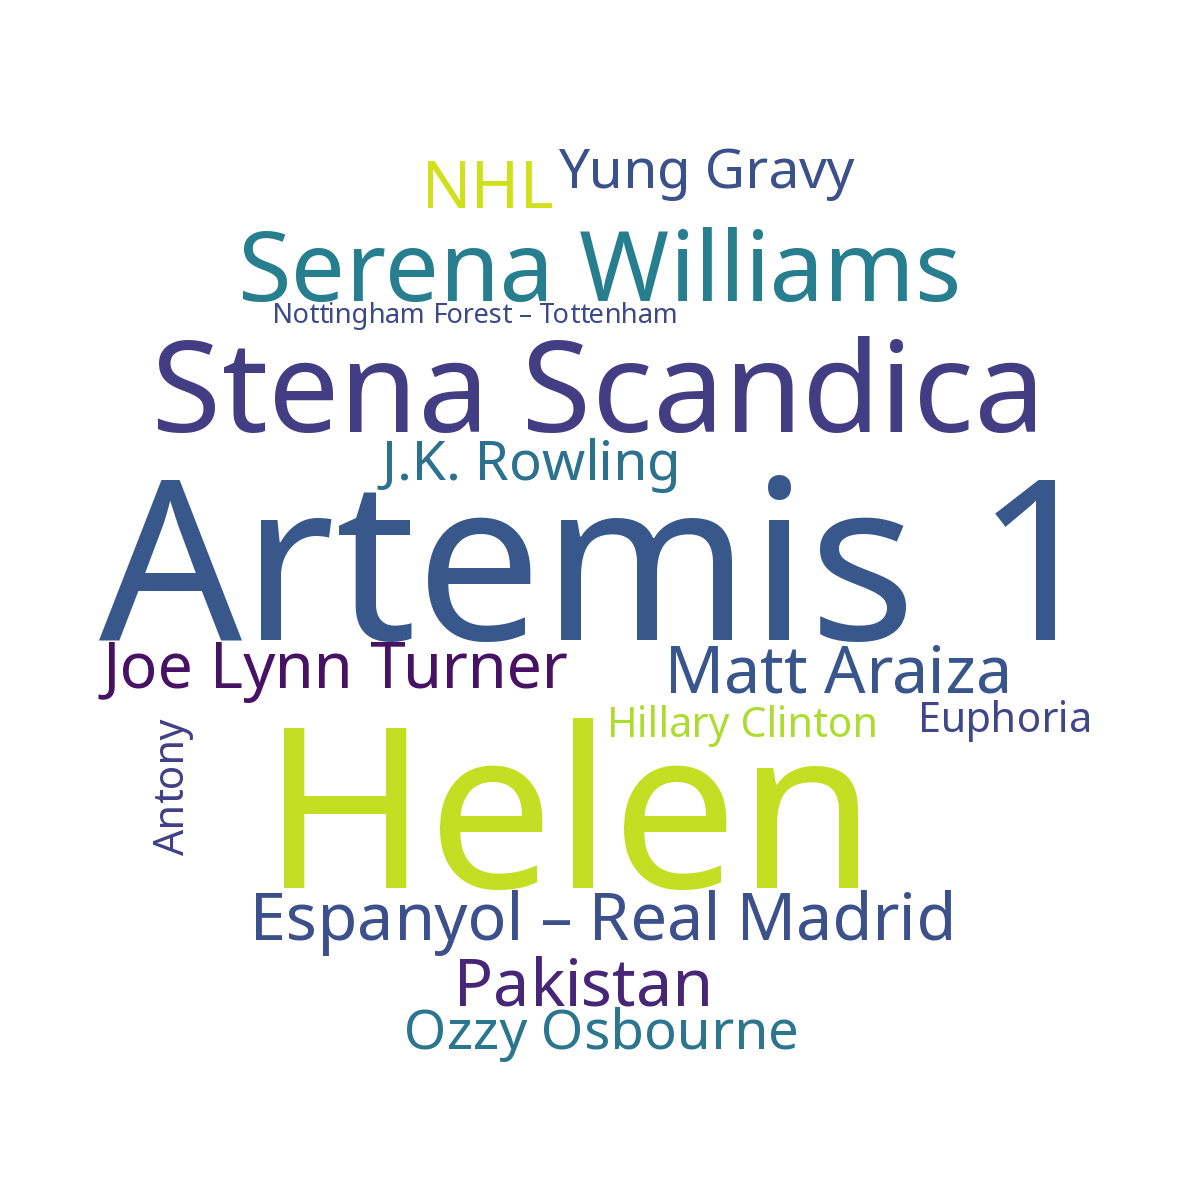 NHL
Yung Gravy
Serena Williams
Nottingham Forest – Tottenham
Stena Scandica
J.K. Rowling
Artemis 1
Joe Lynn Turner
Matt Araiza
Hillary Clinton
Euphoria
Antony
Helen
Espanyol – Real Madrid
Pakistan
Ozzy Osbourne